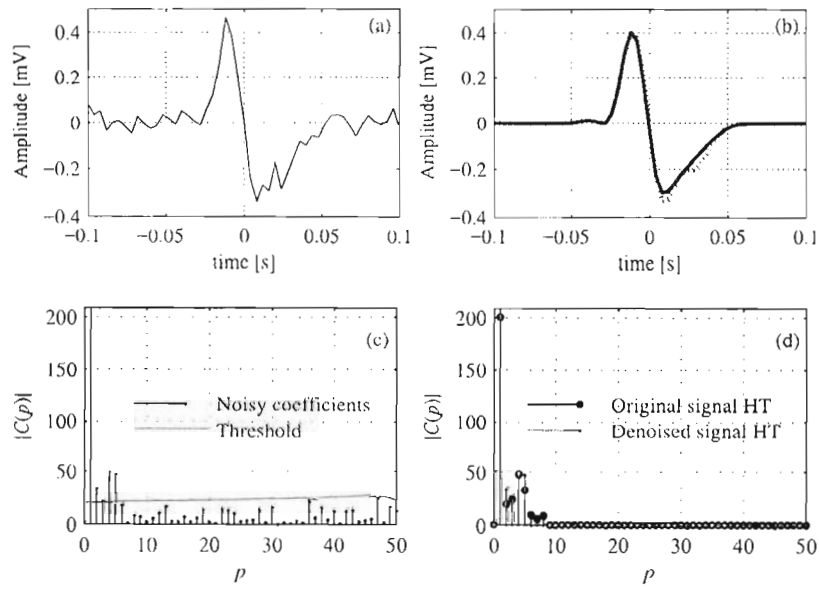 (a)
Amplitude [mV]
0.4
0.2
0
−0.2
−0.4
−0.1
−0.05
0
0.05
0.1
time [s]
(b)
Amplitude [mV]
0.4
0.2
0
−0.2
−0.4
−0.1
−0.05
0
0.05
0.1
time [s]
(c)
|C(p)|
200
150
100
50
0
Noisy coefficients
Threshold
0
10
20
30
40
50
p
(d)
|C(p)|
200
150
100
50
0
Original signal HT
Denoised signal HT
0
10
20
30
40
50
p